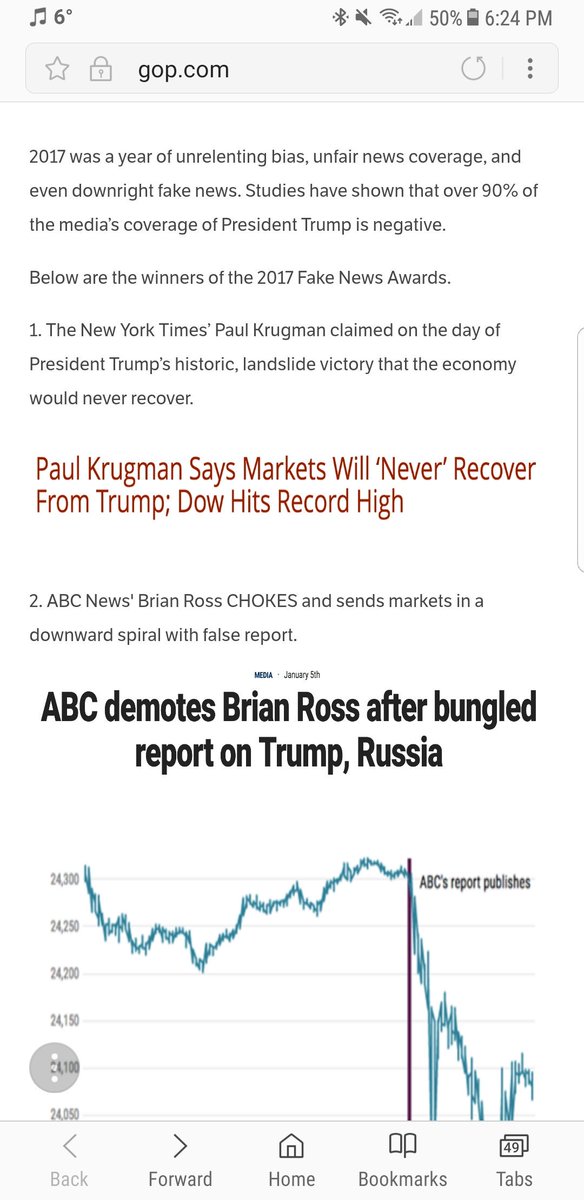 6° 50% 6:24 PM
gop.com
2017 was a year of unrelenting bias, unfair news coverage, and
even downright fake news. Studies have shown that over 90% of
the media's coverage of President Trump is negative.
Below are the winners of the 2017 Fake News Awards.
1. The New York Times' Paul Krugman claimed on the day of
President Trump's historic, landslide victory that the economy
would never recover.
Paul Krugman Says Markets Will 'Never' Recover
From Trump; Dow Hits Record High
2. ABC News' Brian Ross CHOKES and sends markets in a
downward spiral with false report.
MEDIA · January 5th
ABC demotes Brian Ross after bungled
report on Trump, Russia
24,300
ABC's report publishes
24,250
24,200
24,150
24,100
24,050
Back Forward Home Bookmarks 49 Tabs